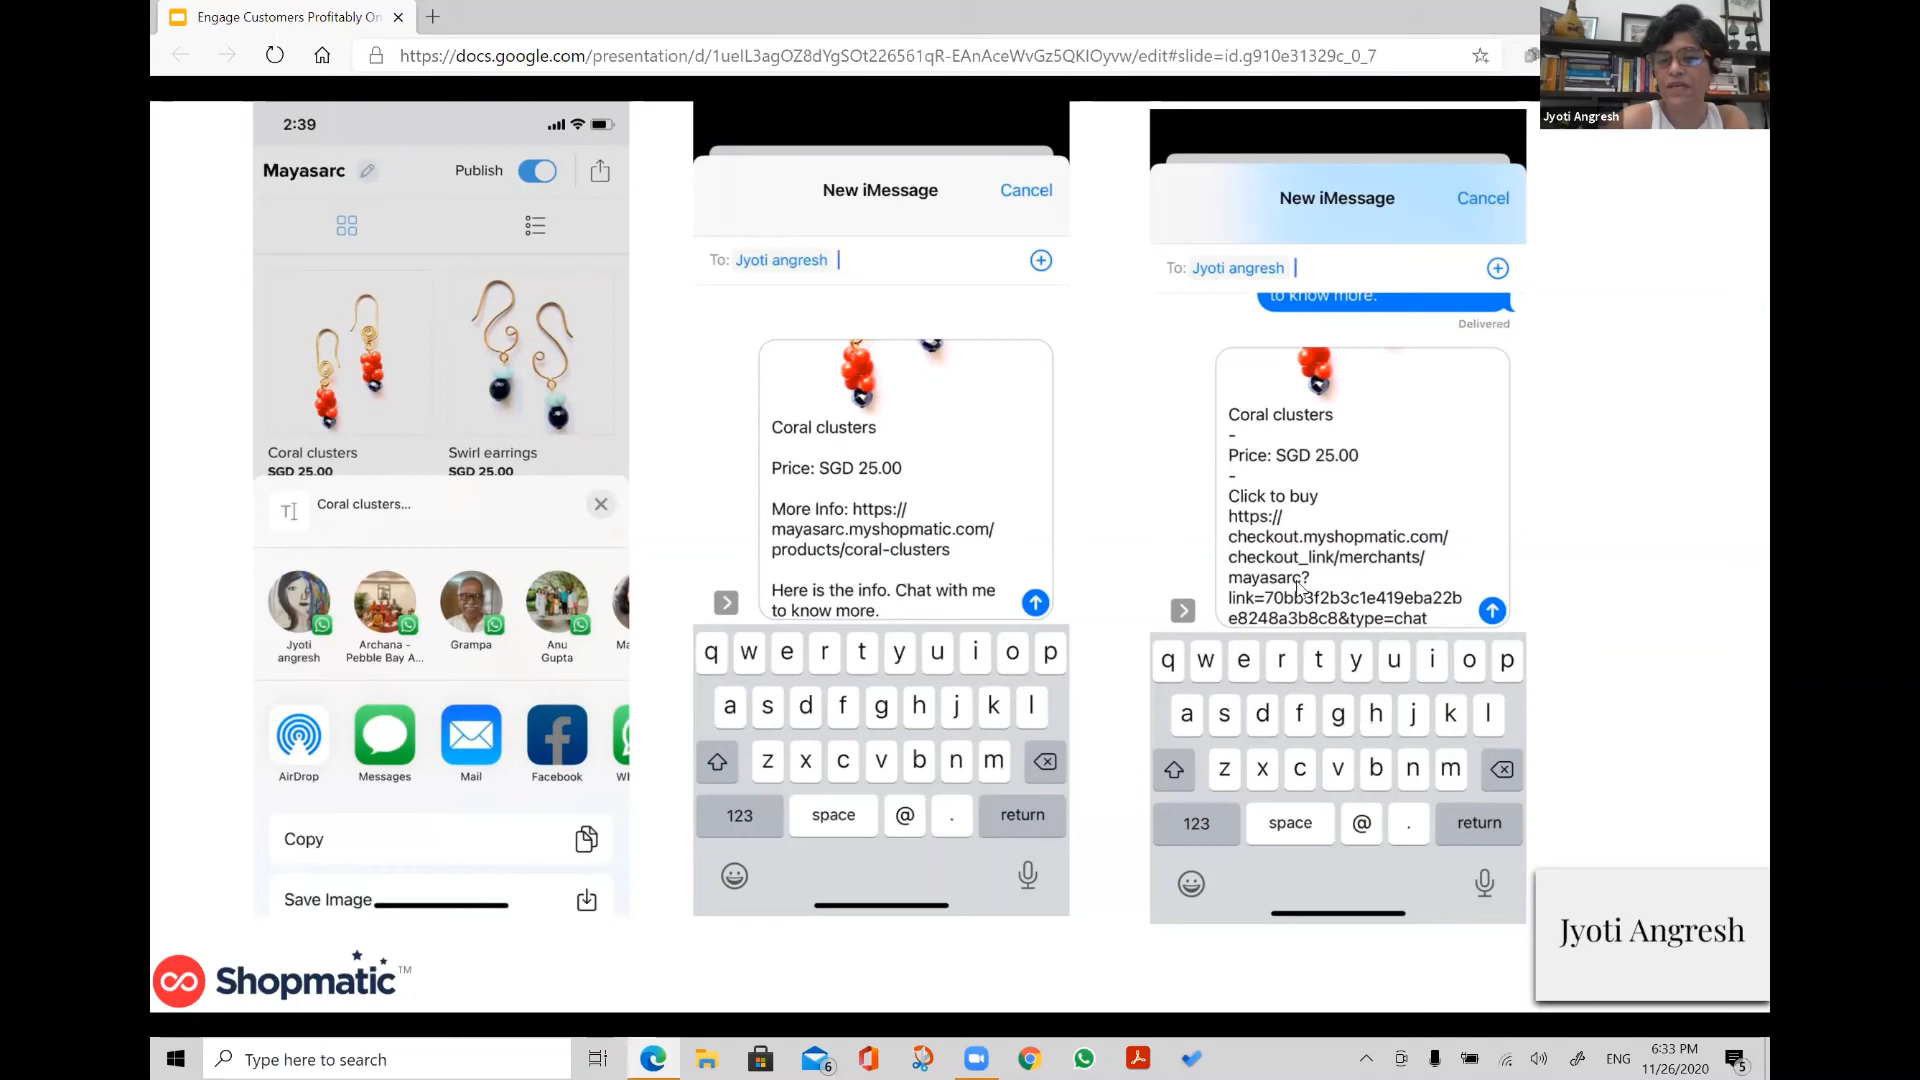 Engage Customers Profitably On
https://docs.google.com/presentation/d/1ueIL3agOZ8dYgSOt226561qR-EAnAceWvGz5QKIOyvw/edit#slide=id.g910e31329c_0_7
Jyoti Angresh
2:39
Mayasarc
Publish
Coral clusters
SGD 25.00
Swirl earrings
SGD 25.00
Coral clusters...
Jyoti
angresh
Archana -
Pebble Bay A...
Grampa
Anu
Gupta
AirDrop
Messages
Mail
Facebook
Copy
Save Image
New iMessage
Cancel
To: Jyoti angresh
Coral clusters
Price: SGD 25.00
More Info: https://
mayasarc.myshopmatic.com/
products/coral-clusters
Here is the info. Chat with me
to know more.
q w e r t y u i o p
a s d f g h j k l
z x c v b n m
123 space @ . return
New iMessage
Cancel
To: Jyoti angresh
to know more.
Delivered
Coral clusters
-
Price: SGD 25.00
-
Click to buy
https://
checkout.myshopmatic.com/
checkout_link/merchants/
mayasarc?
link=70bb3f2b3c1e419eba22b
e8248a3b8c8&type=chat
q w e r t y u i o p
a s d f g h j k l
z x c v b n m
123 space @ . return
Shopmatic™
Jyoti Angresh
Type here to search
6
ENG
6:33 PM
11/26/2020
5